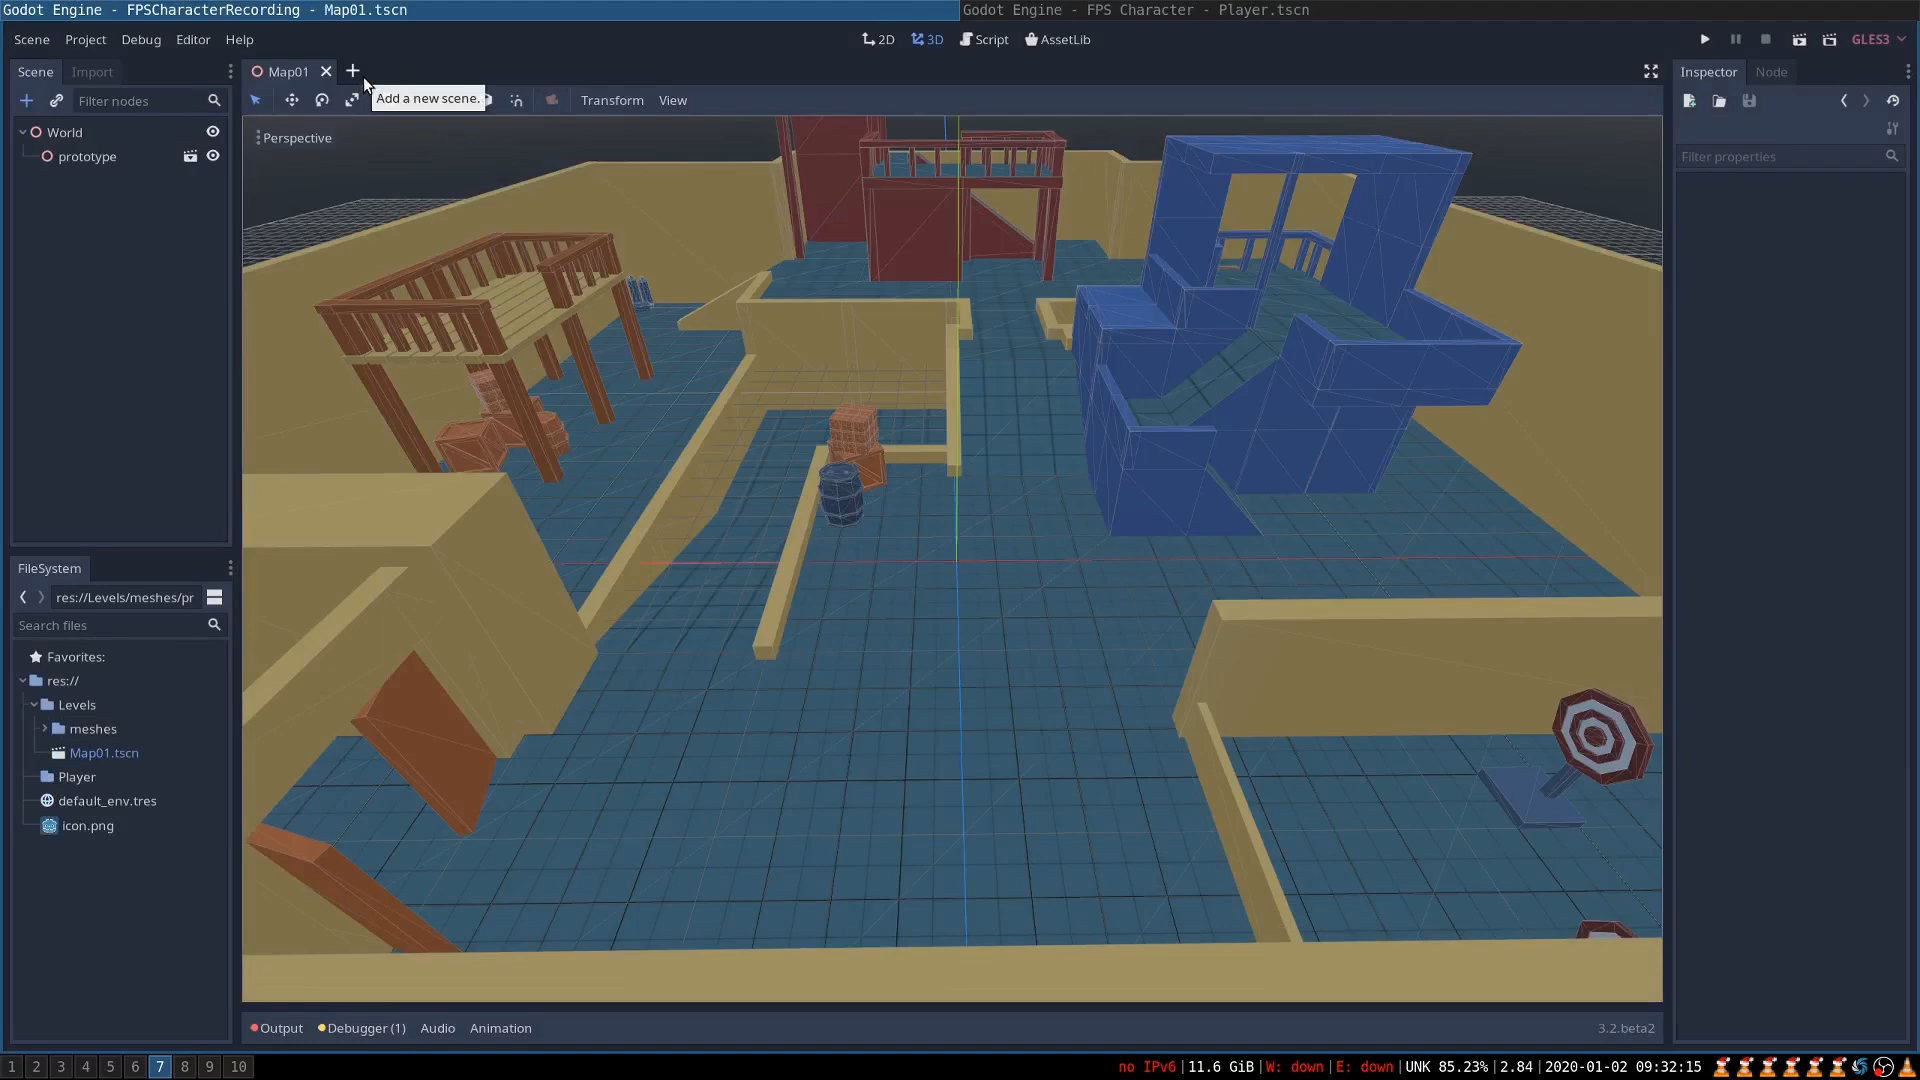 Godot Engine - FPSCharacterRecording - Map01.tscn
Godot Engine - FPS Character - Player.tscn
Scene Project Debug Editor Help
2D 3D Script AssetLib
GLES3
Scene Import
Map01
Inspector Node
Filter nodes
Add a new scene.
Transform View
World
prototype
Perspective
Filter properties
FileSystem
res://Levels/meshes/pr
Search files
Favorites:
res://
Levels
meshes
Map01.tscn
Player
default_env.tres
icon.png
Output Debugger (1) Audio Animation
3.2.beta2
1 2 3 4 5 6 7 8 9 10
no IPv6|11.6 GiB|W: down|E: down|UNK 85.23%|2.84|2020-01-02 09:32:15